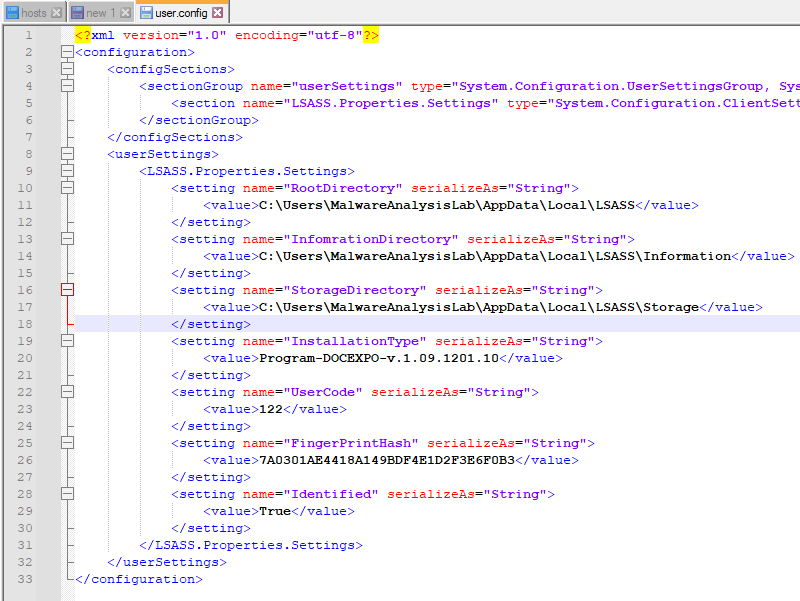 hosts new 1 user.config
1 <?xml version="1.0" encoding="utf-8"?>
2 <configuration>
3 <configSections>
4 <sectionGroup name="userSettings" type="System.Configuration.UserSettingsGroup, Sys
5 <section name="LSASS.Properties.Settings" type="System.Configuration.ClientSett
6 </sectionGroup>
7 </configSections>
8 <userSettings>
9 <LSASS.Properties.Settings>
10 <setting name="RootDirectory" serializeAs="String">
11 <value>C:\Users\MalwareAnalysisLab\AppData\Local\LSASS</value>
12 </setting>
13 <setting name="InfomrationDirectory" serializeAs="String">
14 <value>C:\Users\MalwareAnalysisLab\AppData\Local\LSASS\Information</value>
15 </setting>
16 <setting name="StorageDirectory" serializeAs="String">
17 <value>C:\Users\MalwareAnalysisLab\AppData\Local\LSASS\Storage</value>
18 </setting>
19 <setting name="InstallationType" serializeAs="String">
20 <value>Program-DOCEXPO-v.1.09.1201.10</value>
21 </setting>
22 <setting name="UserCode" serializeAs="String">
23 <value>122</value>
24 </setting>
25 <setting name="FingerPrintHash" serializeAs="String">
26 <value>7A0301AE4418A149BDF4E1D2F3E6F0B3</value>
27 </setting>
28 <setting name="Identified" serializeAs="String">
29 <value>True</value>
30 </setting>
31 </LSASS.Properties.Settings>
32 </userSettings>
33 </configuration>